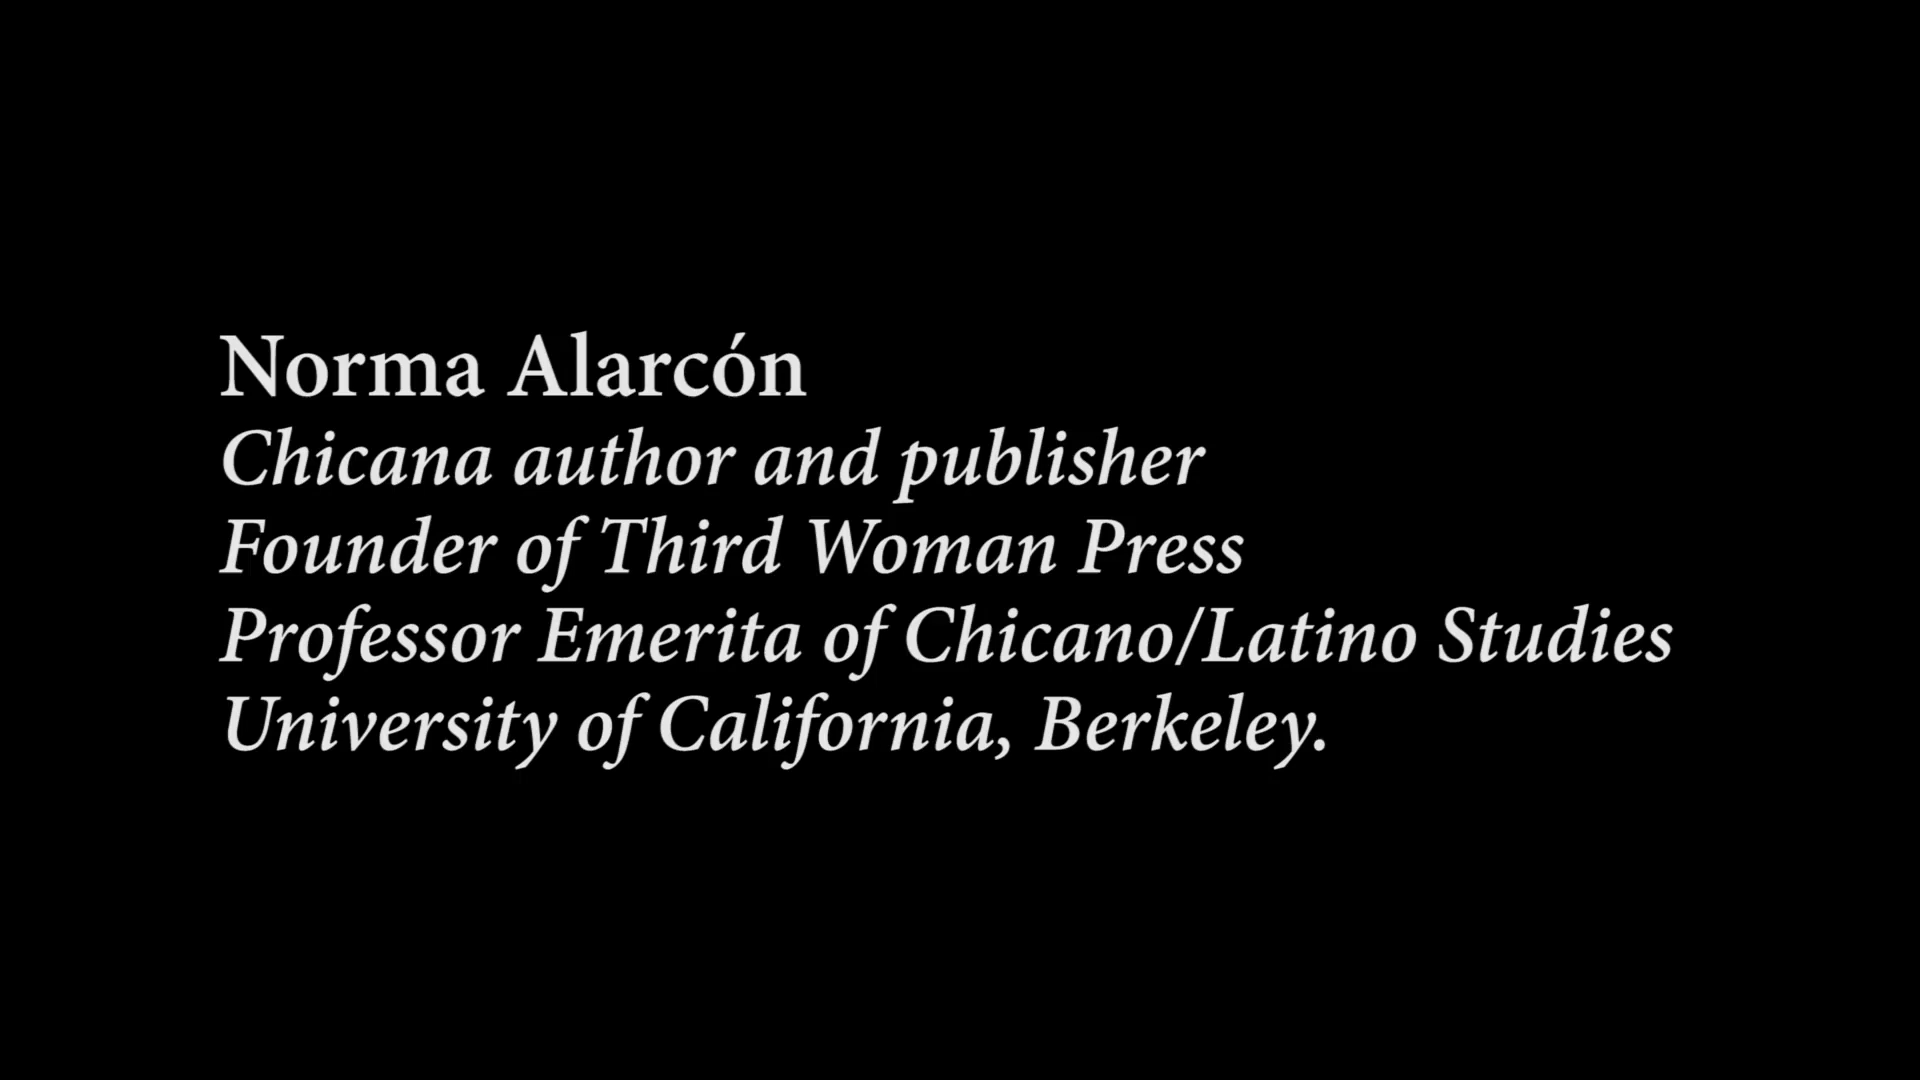 Norma Alarcón
Chicana author and publisher
Founder of Third Woman Press
Professor Emerita of Chicano/Latino Studies
University of California, Berkeley.